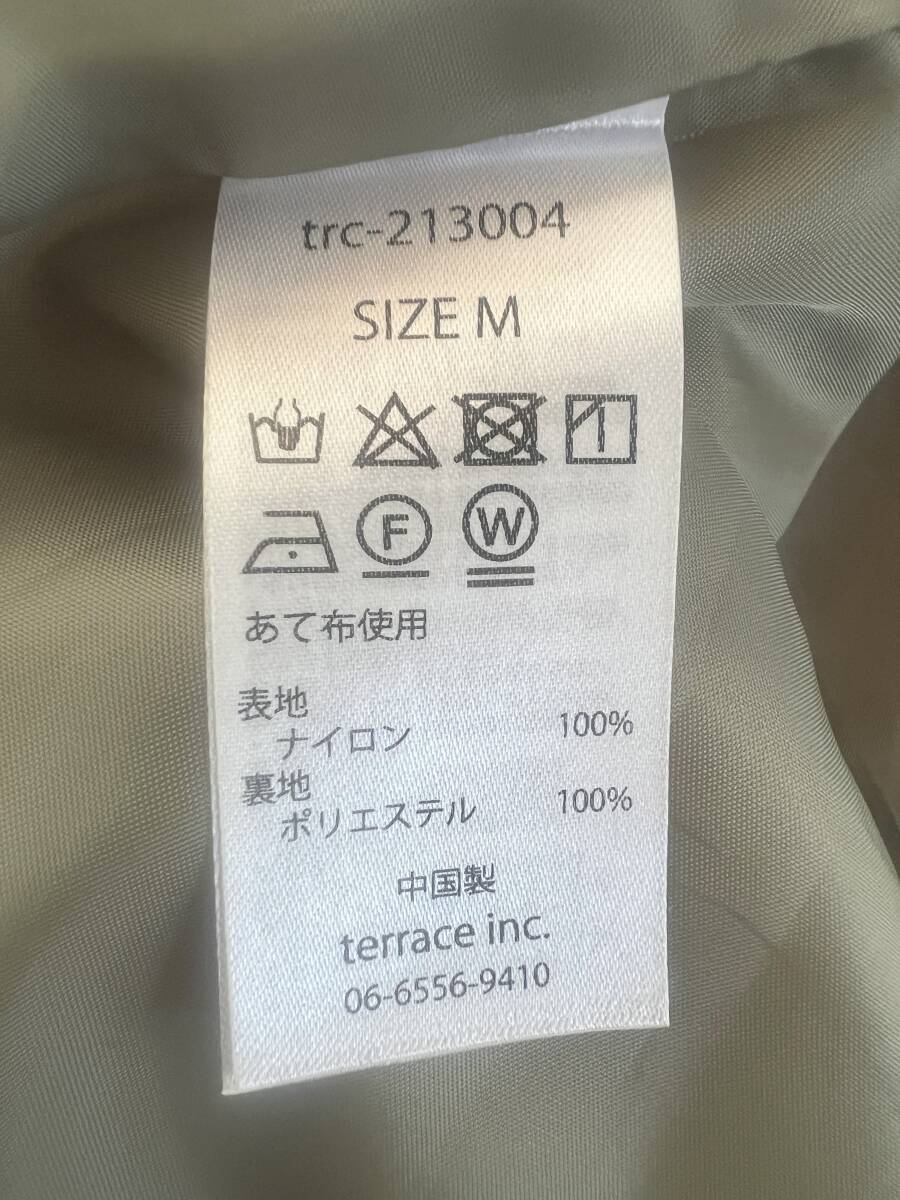 trc-213004
SIZE M
F W
あて布使用
表地
ナイロン 100%
裏地
ポリエステル 100%
中国製
terrace inc.
06-6556-9410